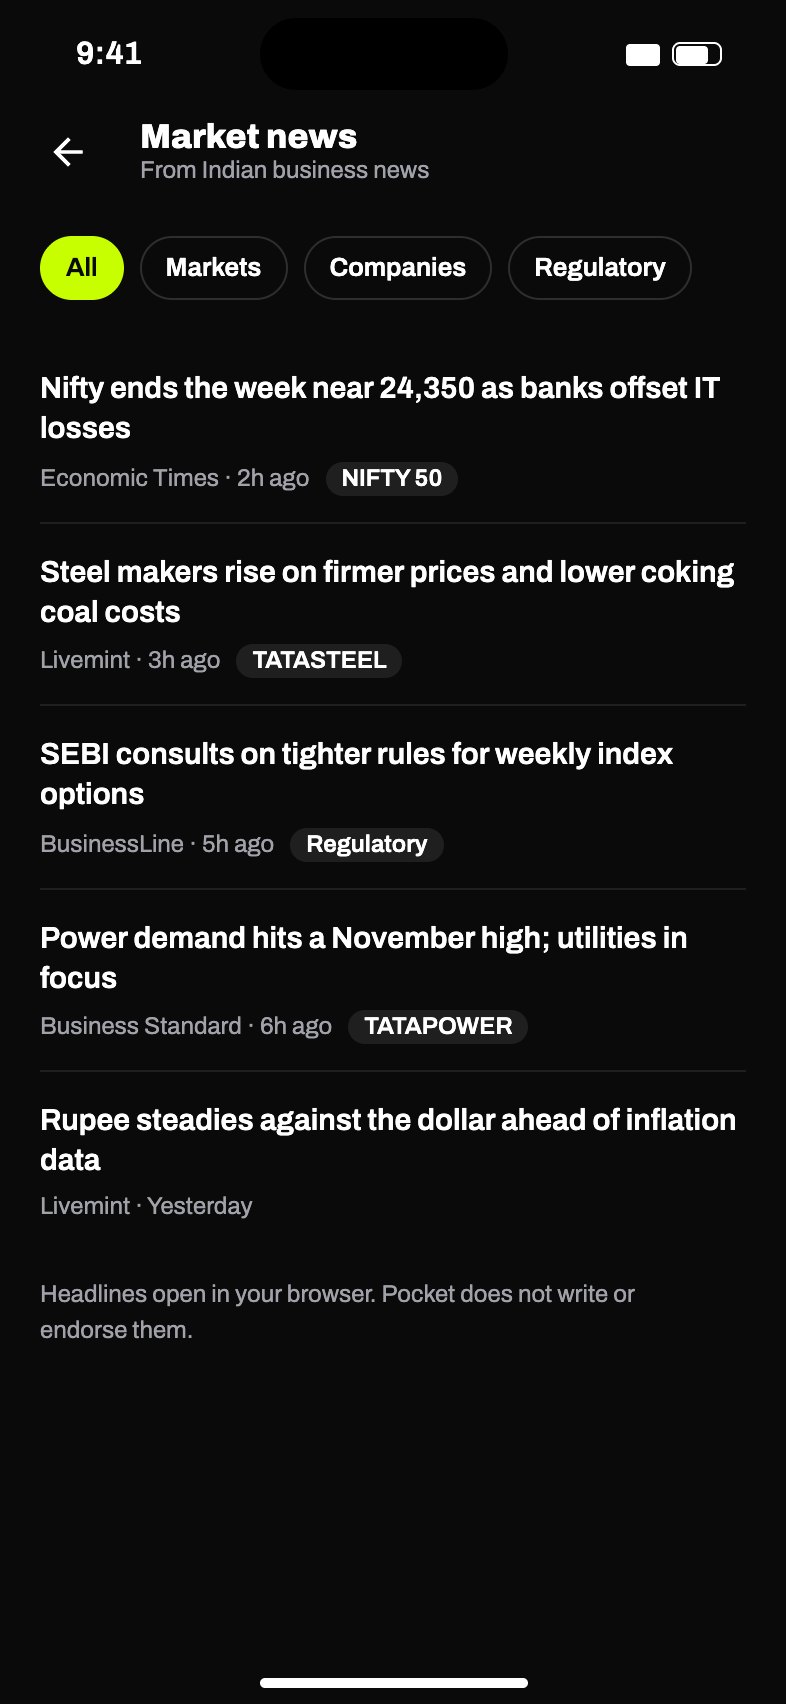 9:41
Market news
From Indian business news
All
Markets
Companies
Regulatory
Nifty ends the week near 24,350 as banks offset IT
losses
Economic Times · 2h ago
NIFTY 50
Steel makers rise on firmer prices and lower coking
coal costs
Livemint · 3h ago
TATASTEEL
SEBI consults on tighter rules for weekly index
options
BusinessLine · 5h ago
Regulatory
Power demand hits a November high; utilities in
focus
Business Standard · 6h ago
TATAPOWER
Rupee steadies against the dollar ahead of inflation
data
Livemint · Yesterday
Headlines open in your browser. Pocket does not write or
endorse them.